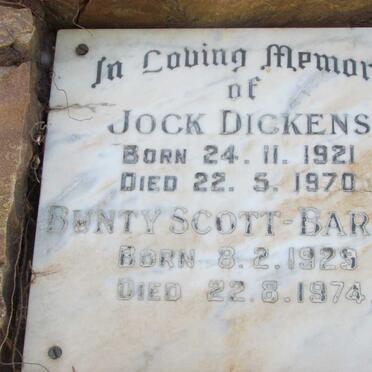 In Loving Memor
of
JOCK DICKENS
BORN 24. 11. 1921
DIED 22. 5. 1970
BUNTY SCOTT-BAR
BORN 8. 2. 1929
DIED 22. 8. 1974.